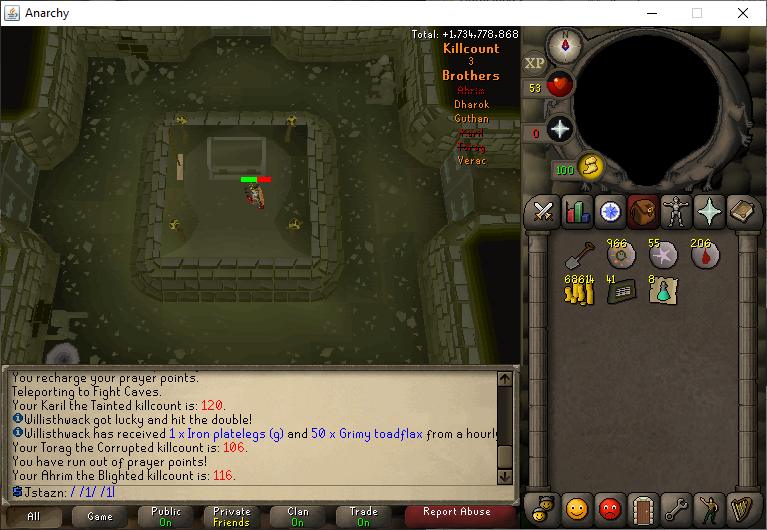 Anarchy
Total: +1,734,778,868
Killcount
3
Brothers
Ahrim
Dharok
Guthan
Karil
Torag
Verac
XP
53
0
100
966
55
206
68614
41
8
You recharge your prayer points.
Teleporting to Fight Caves.
Your Karil the Tainted killcount is: 120.
Willisthwack got lucky and hit the double!
Willisthwack has received 1 x Iron platelegs (g) and 50 x Grimy toadflax from a hourly
Your Torag the Corrupted killcount is: 106.
You have run out of prayer points!
Your Ahrim the Blighted killcount is: 116.
Jstazn: / /1/ /1
All
Game
Public
On
Private
Friends
Clan
On
Trade
On
Report Abuse